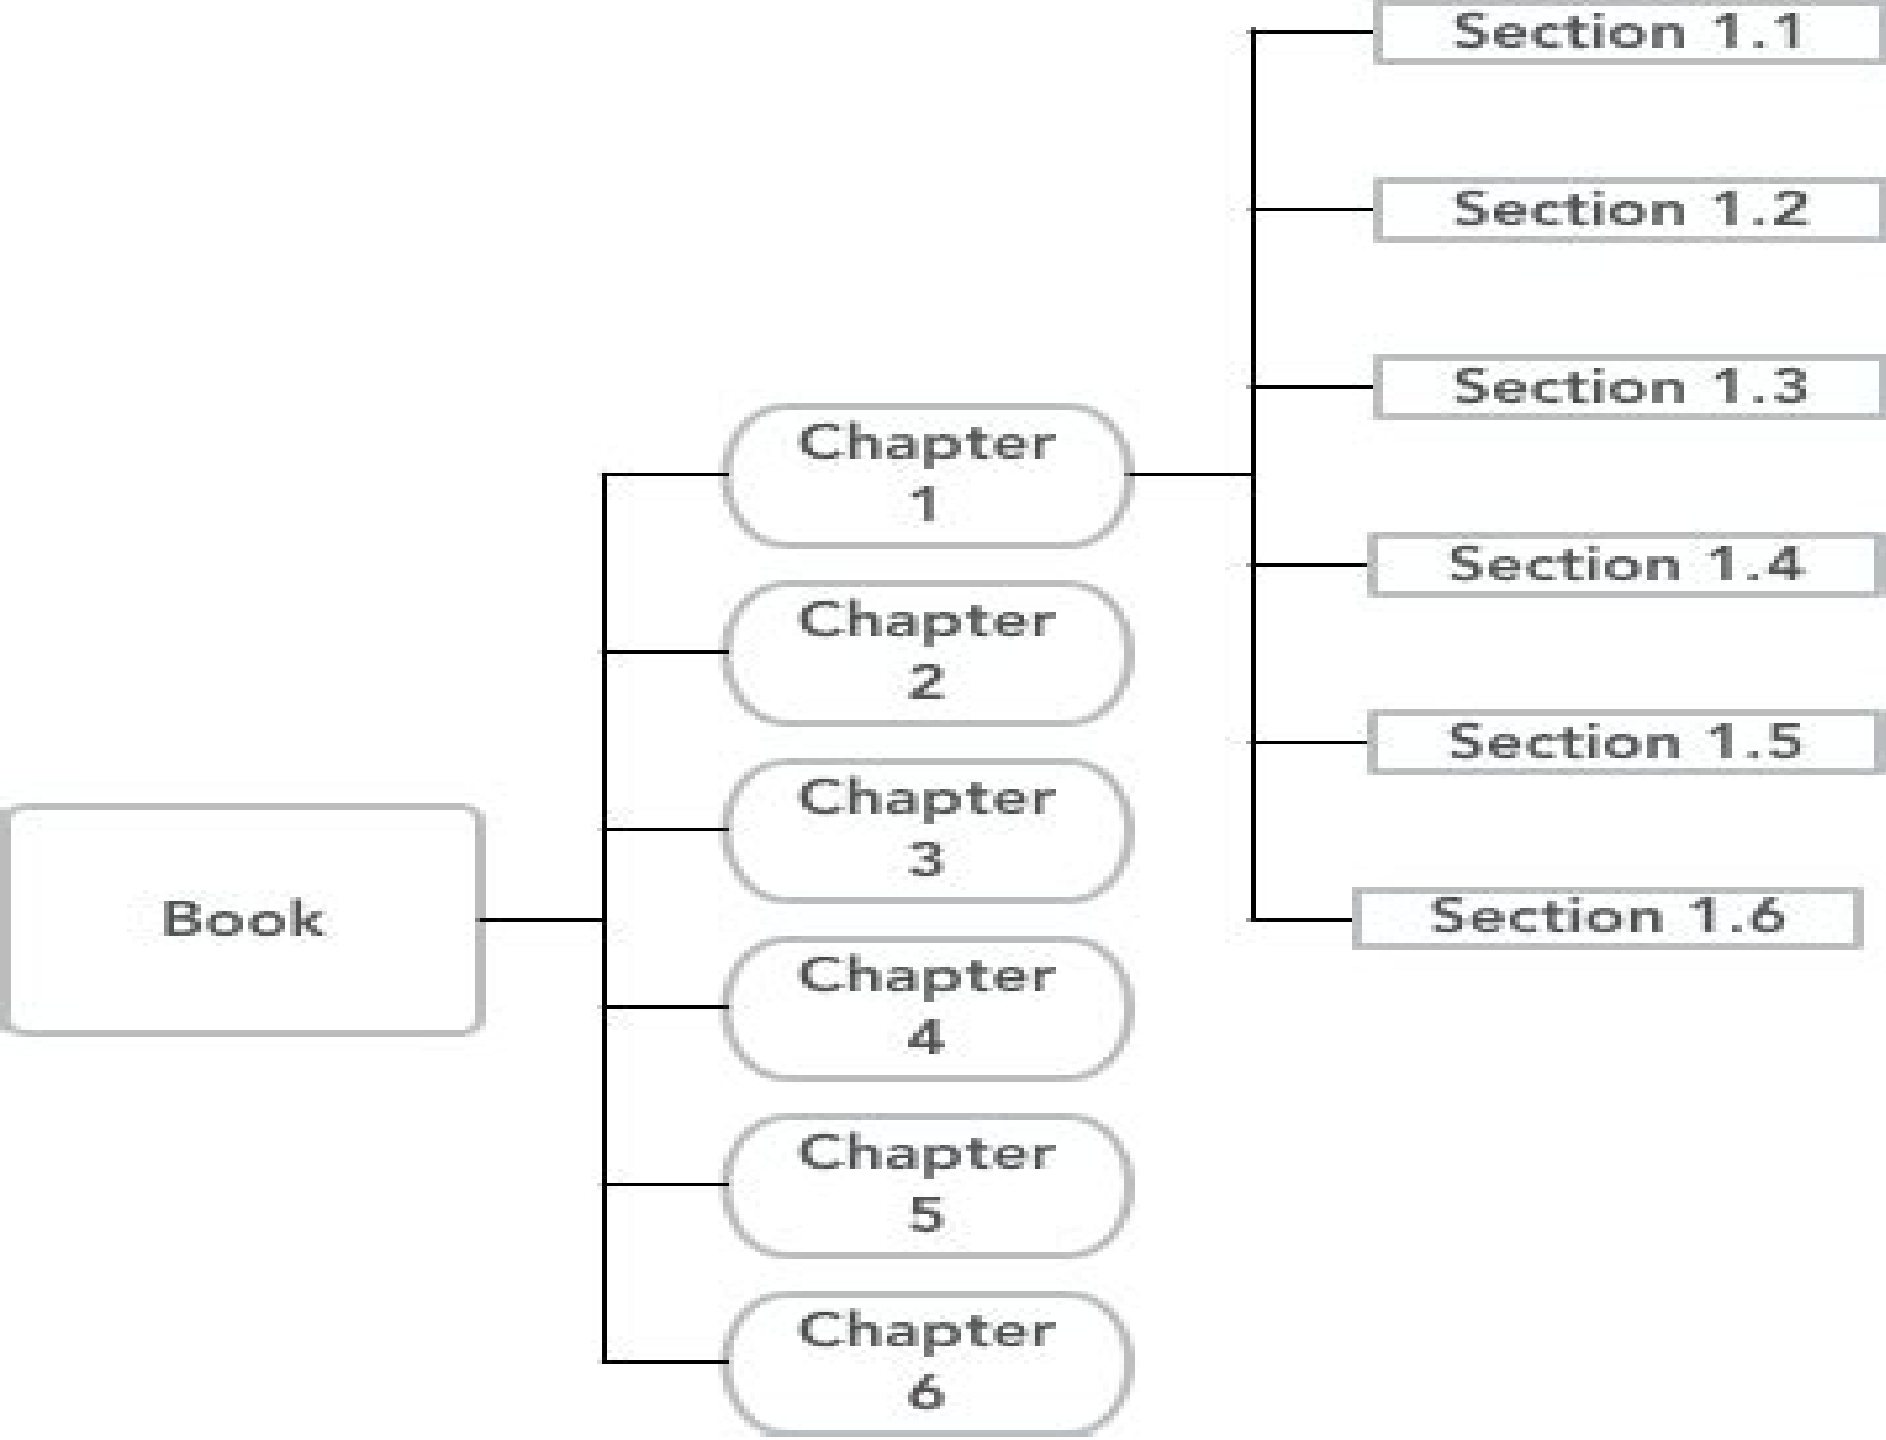 Book
Chapter
1
Chapter
2
Chapter
3
Chapter
4
Chapter
5
Chapter
6
Section 1.1
Section 1.2
Section 1.3
Section 1.4
Section 1.5
Section 1.6